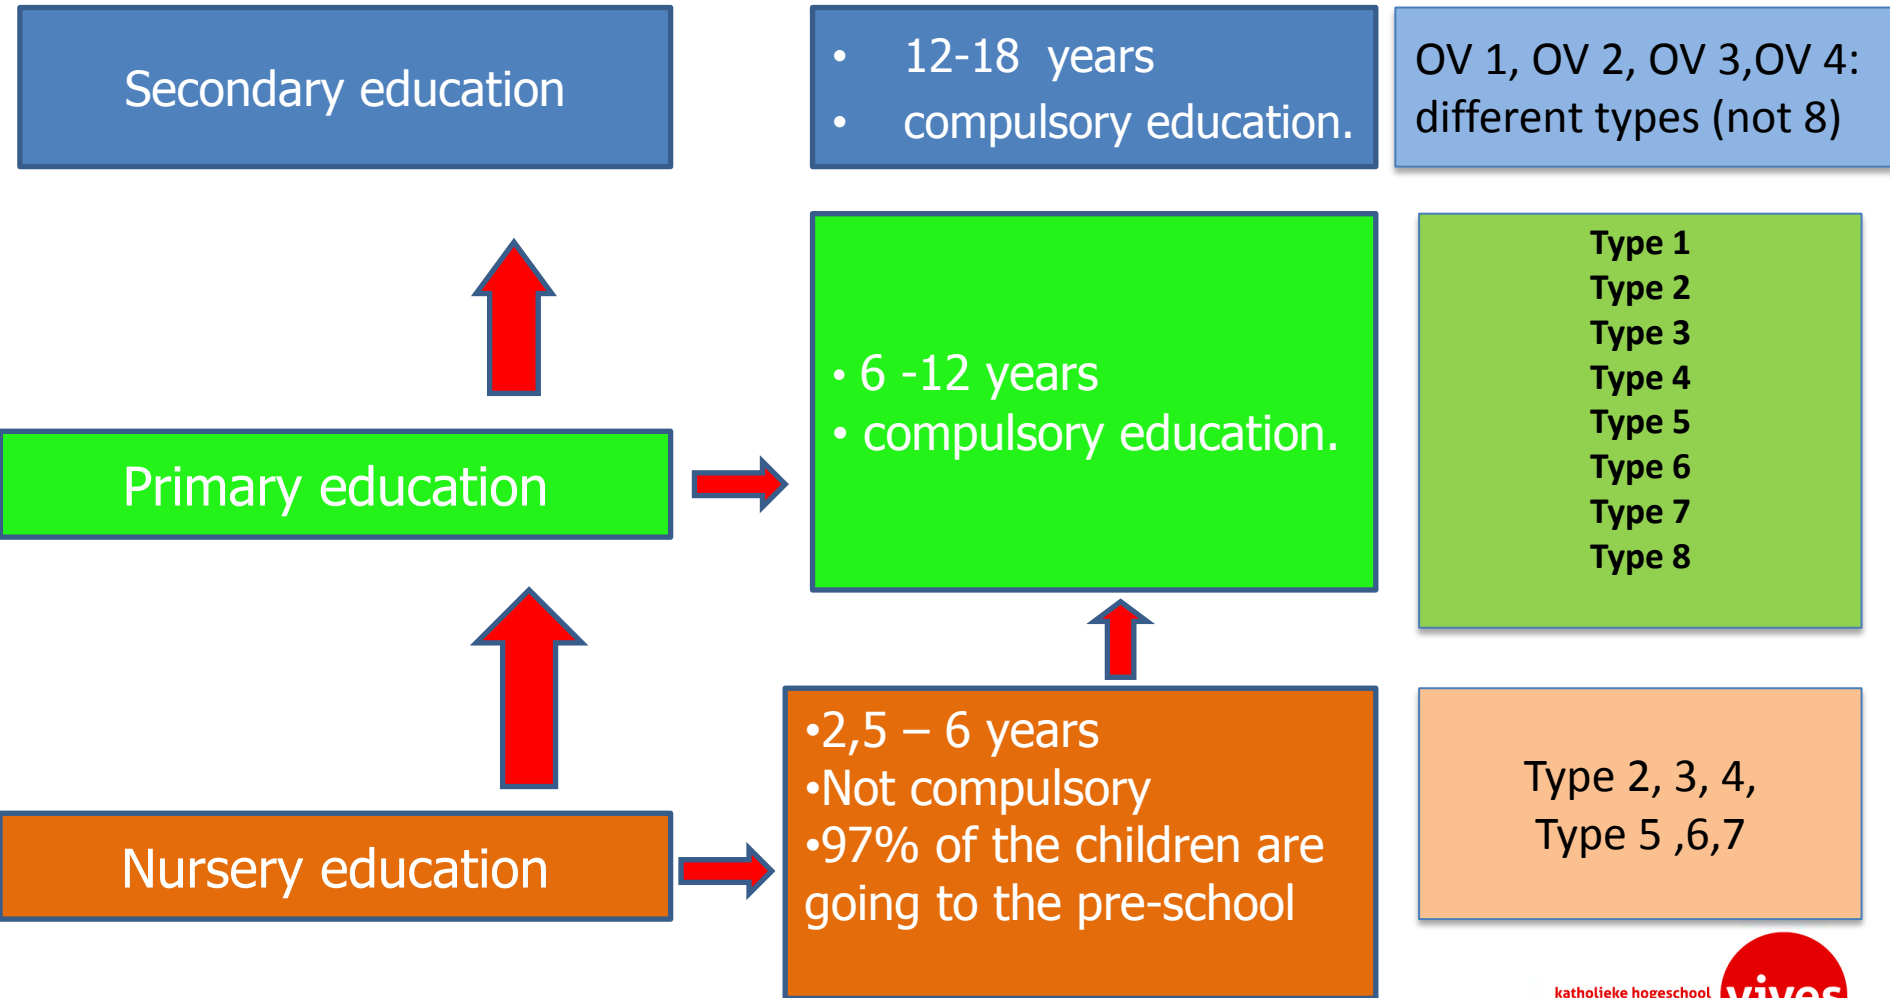 Secondary education
• 12-18 years
• compulsory education.
OV 1, OV 2, OV 3,OV 4:
different types (not 8)
Primary education
• 6 -12 years
• compulsory education.
Type 1
Type 2
Type 3
Type 4
Type 5
Type 6
Type 7
Type 8
Nursery education
•2,5 – 6 years
•Not compulsory
•97% of the children are
going to the pre-school
Type 2, 3, 4,
Type 5 ,6,7
katholieke hogeschool
vives